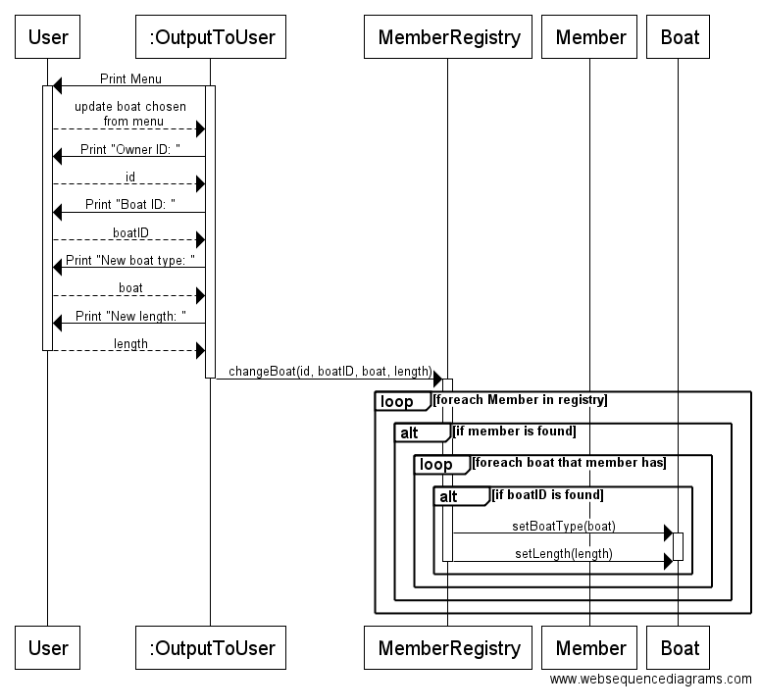 User :OutputToUser MemberRegistry Member Boat
Print Menu
update boat chosen
from menu
Print "Owner ID: "
id
Print "Boat ID: "
boatID
Print "New boat type: "
boat
Print "New length: "
length
changeBoat(id, boatID, boat, length)
loop [foreach Member in registry]
alt [if member is found]
loop [foreach boat that member has]
alt [if boatID is found]
setBoatType(boat)
setLength(length)
User :OutputToUser MemberRegistry Member Boat
www.websequencediagrams.com